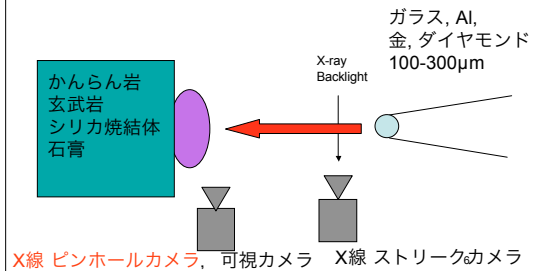 ガラス, Al,
金, ダイヤモンド
100-300μm
X-ray
Backlight
かんらん岩
玄武岩
シリカ焼結体
石膏
X線 ピンホールカメラ, 可視カメラ
X線 ストリークカメラ
6